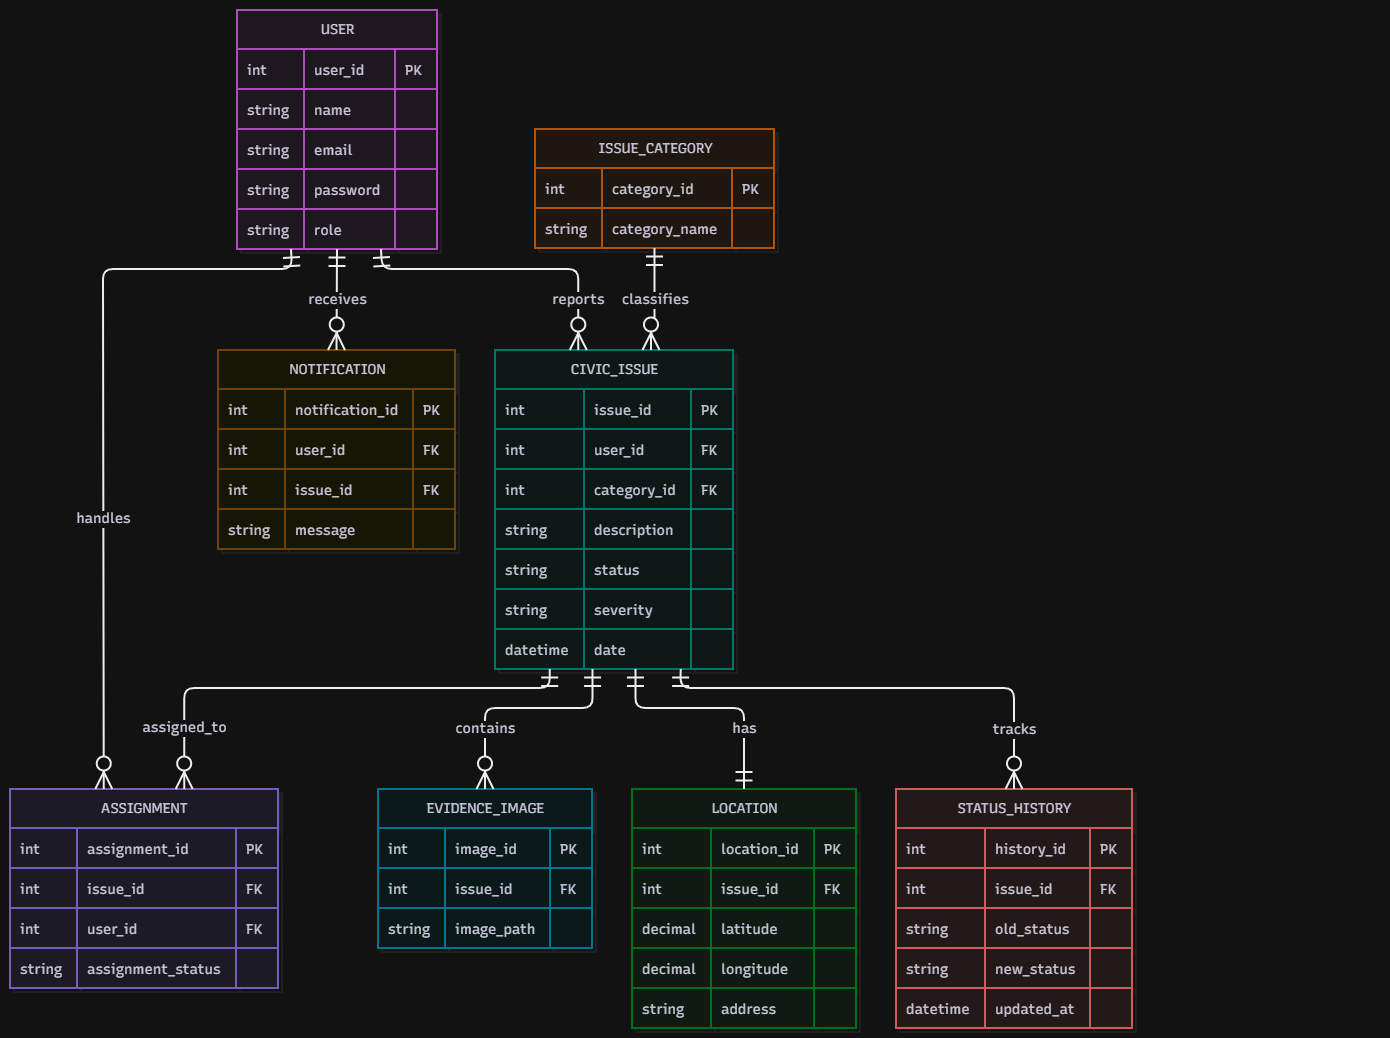 USER
int user_id PK
string name
string email
string password
string role
ISSUE_CATEGORY
int category_id PK
string category_name
receives
reports
classifies
NOTIFICATION
int notification_id PK
int user_id FK
int issue_id FK
string message
CIVIC_ISSUE
int issue_id PK
int user_id FK
int category_id FK
string description
string status
string severity
datetime date
handles
assigned_to
contains
has
tracks
ASSIGNMENT
int assignment_id PK
int issue_id FK
int user_id FK
string assignment_status
EVIDENCE_IMAGE
int image_id PK
int issue_id FK
string image_path
LOCATION
int location_id PK
int issue_id FK
decimal latitude
decimal longitude
string address
STATUS_HISTORY
int history_id PK
int issue_id FK
string old_status
string new_status
datetime updated_at